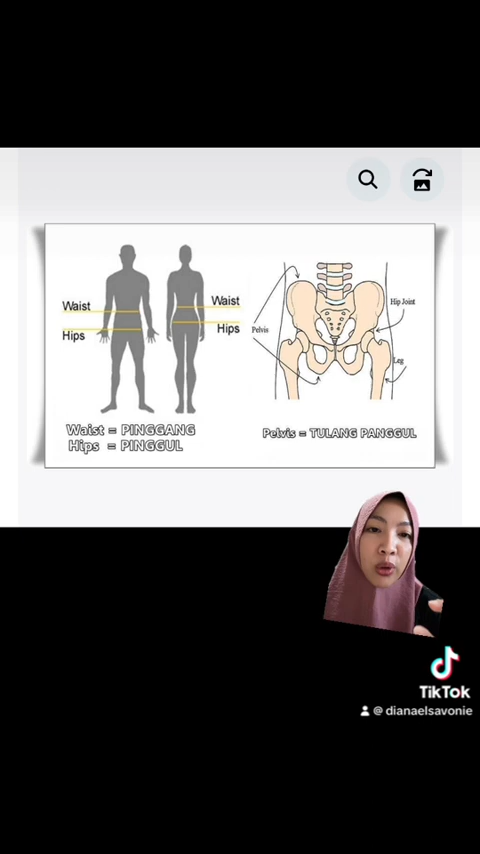 Waist
Hips
Waist
Hips
Pelvis
Hip Joint
Leg
Waist = PINGGANG
Hips = PINGGUL
Pelvis = TULANG PANGGUL
TikTok
@ dianaelsavonie